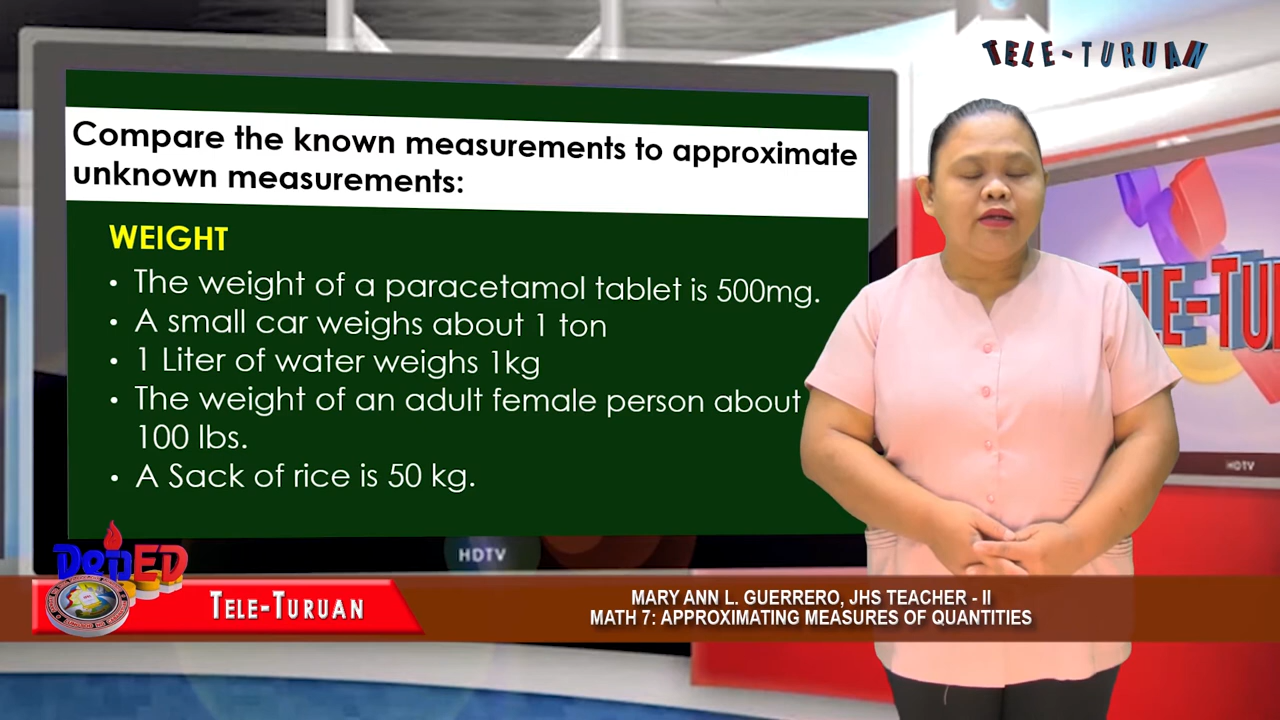 TELE-TURUAN
Compare the known measurements to approximate
unknown measurements:
WEIGHT
• The weight of a paracetamol tablet is 500mg.
• A small car weighs about 1 ton
• 1 Liter of water weighs 1kg
• The weight of an adult female person about
100 lbs.
• A Sack of rice is 50 kg.
TELE-TU
HDTV
HDTV
DepED
TELE-TURUAN
MARY ANN L. GUERRERO, JHS TEACHER - II
MATH 7: APPROXIMATING MEASURES OF QUANTITIES